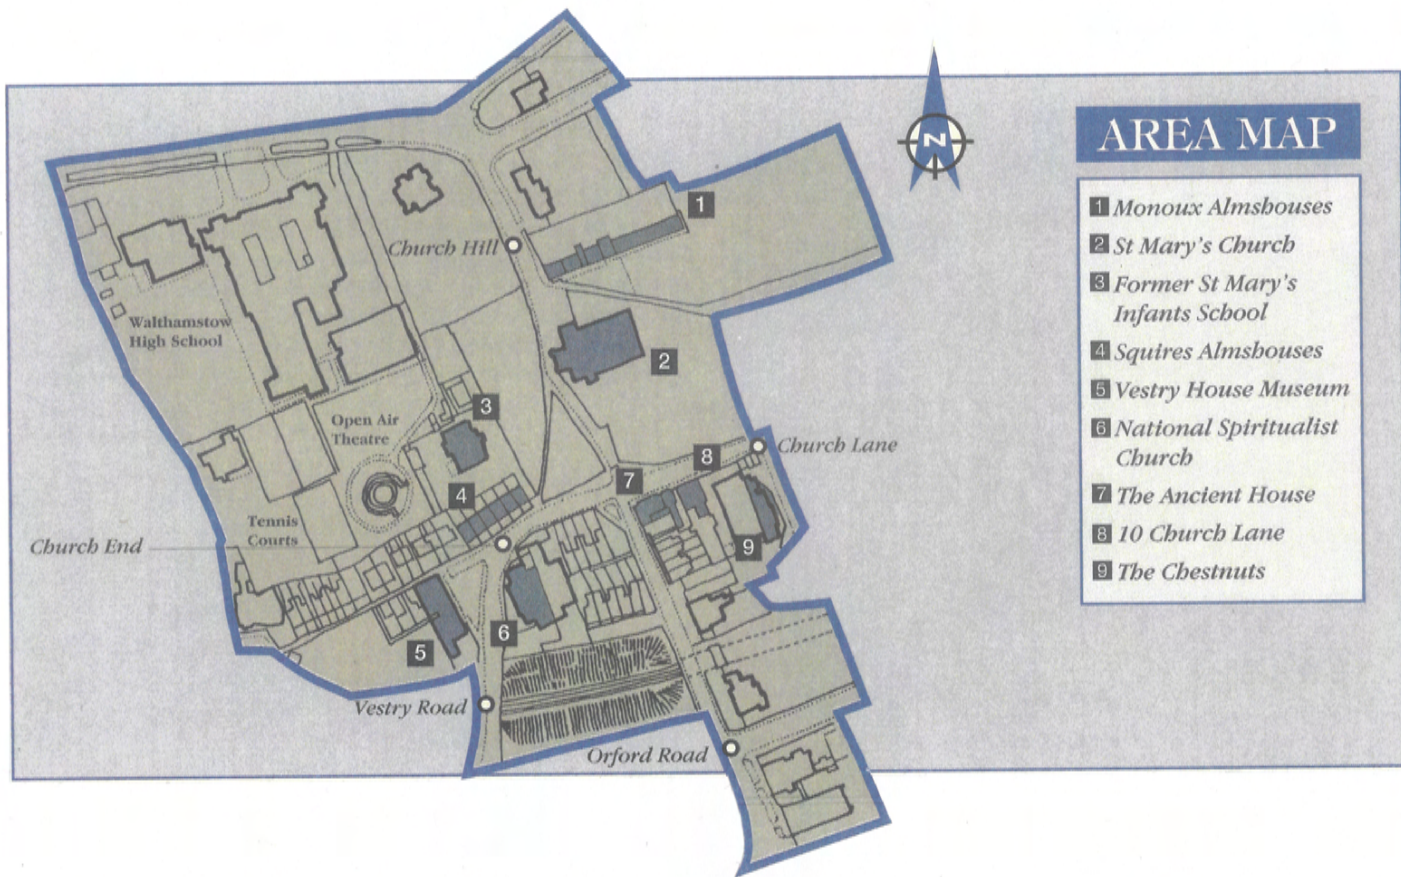 N
AREA MAP
1 Monoux Almshouses
2 St Mary's Church
3 Former St Mary's
Infants School
4 Squires Almshouses
5 Vestry House Museum
6 National Spiritualist
Church
7 The Ancient House
8 10 Church Lane
9 The Chestnuts
1
Church Hill
Walthamstow
High School
2
3
Open Air
Theatre
Church Lane
8
7
4
Tennis
Courts
Church End
9
6
5
Vestry Road
Orford Road